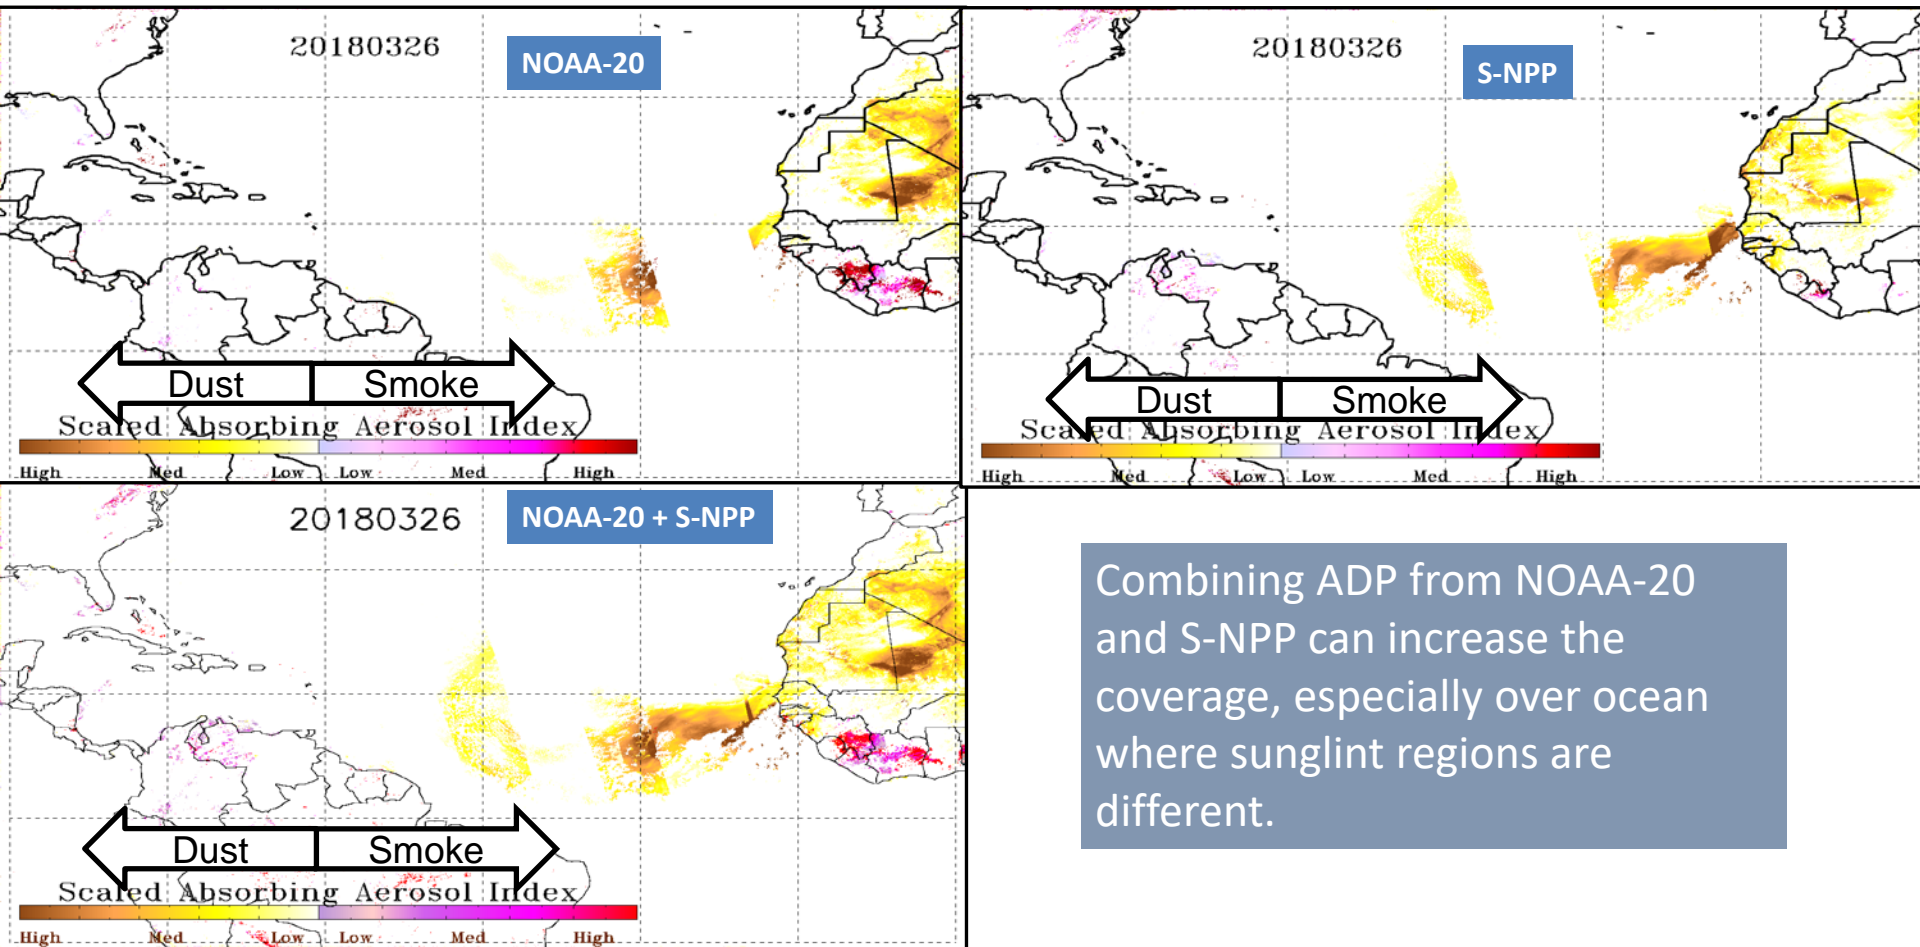 20180326
NOAA-20
Dust
Smoke
Scaled Absorbing Aerosol Index
High Med Low Low Med High
20180326
S-NPP
Dust
Smoke
Scaled Absorbing Aerosol Index
High Med Low Low Med High
20180326
NOAA-20 + S-NPP
Dust
Smoke
Scaled Absorbing Aerosol Index
High Med Low Low Med High
Combining ADP from NOAA-20
and S-NPP can increase the
coverage, especially over ocean
where sunglint regions are
different.